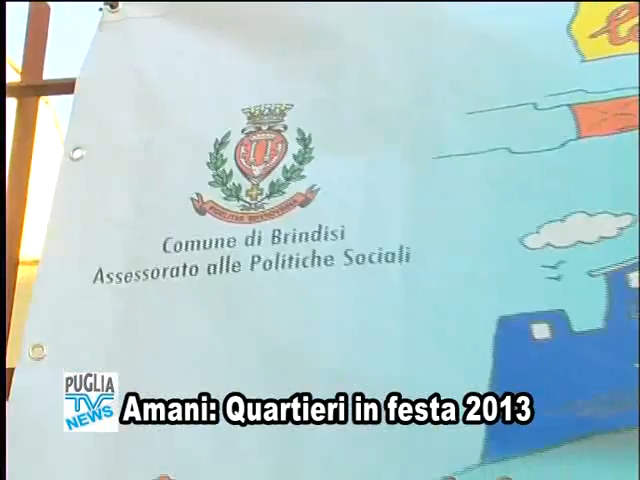 Comune di Brindisi
Assessorato alle Politiche Sociali
PUGLIA
TV
NEWS
Amani: Quartieri in festa 2013